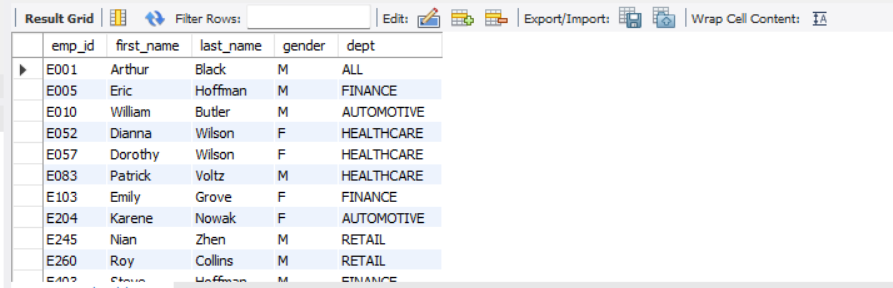 Result Grid Filter Rows: Edit: Export/Import: Wrap Cell Content: IA
emp_id first_name last_name gender dept
E001 Arthur Black M ALL
E005 Eric Hoffman M FINANCE
E010 William Butler M AUTOMOTIVE
E052 Dianna Wilson F HEALTHCARE
E057 Dorothy Wilson F HEALTHCARE
E083 Patrick Voltz M HEALTHCARE
E103 Emily Grove F FINANCE
E204 Karene Nowak F AUTOMOTIVE
E245 Nian Zhen M RETAIL
E260 Roy Collins M RETAIL
E403 Steve Hoffman M FINANCE